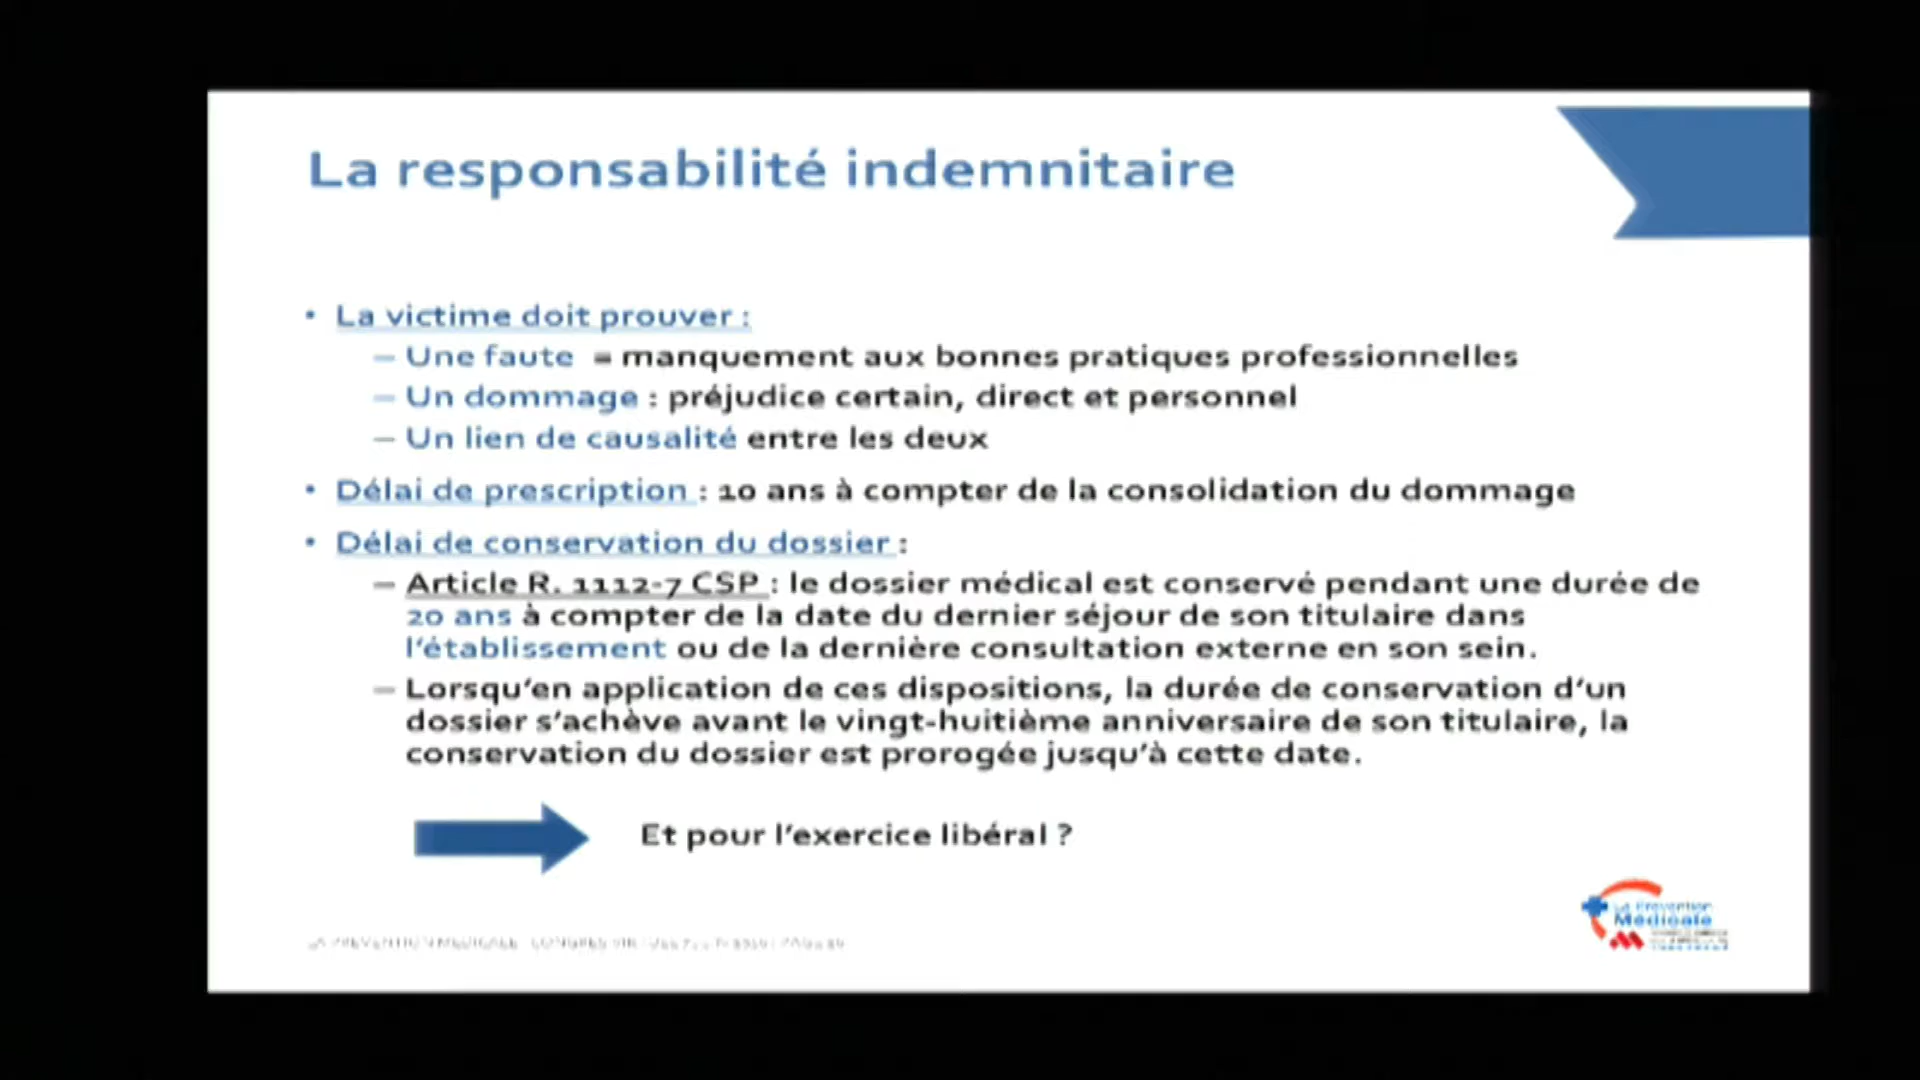 La responsabilité indemnitaire
• La victime doit prouver :
– Une faute = manquement aux bonnes pratiques professionnelles
– Un dommage : préjudice certain, direct et personnel
– Un lien de causalité entre les deux
• Délai de prescription : 10 ans à compter de la consolidation du dommage
• Délai de conservation du dossier :
– Article R. 1112-7 CSP : le dossier médical est conservé pendant une durée de
20 ans à compter de la date du dernier séjour de son titulaire dans
l'établissement ou de la dernière consultation externe en son sein.
– Lorsqu'en application de ces dispositions, la durée de conservation d'un
dossier s'achève avant le vingt-huitième anniversaire de son titulaire, la
conservation du dossier est prorogée jusqu'à cette date.
Et pour l'exercice libéral ?
La Prévention
Médicale
LA PREVENTION MEDICALE